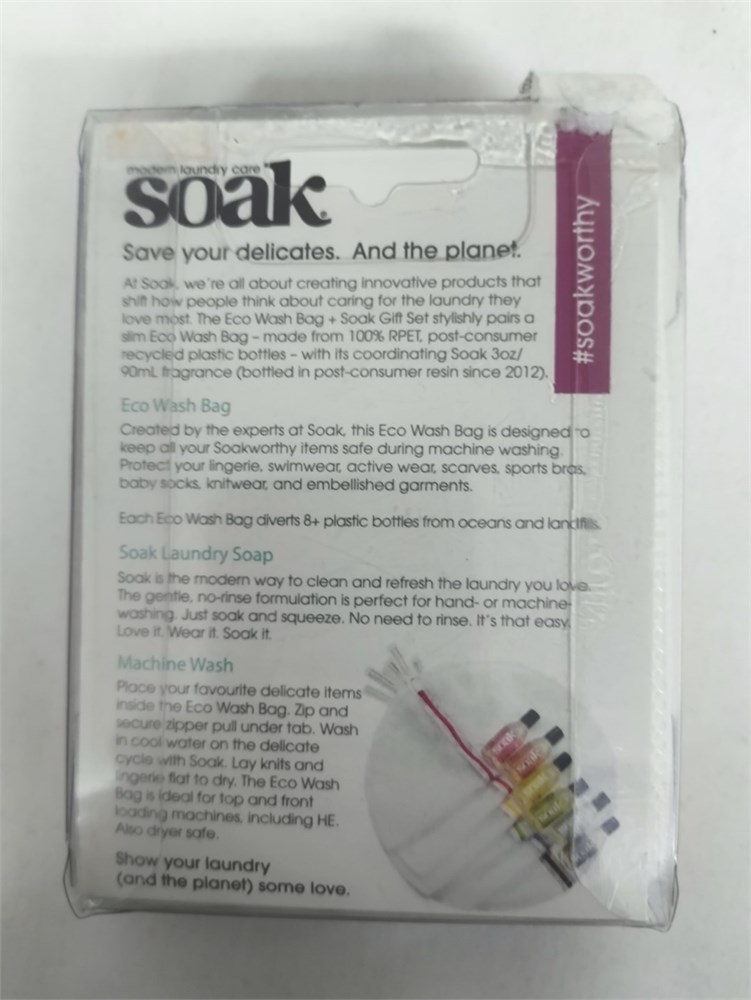 modern laundry care™
soak.
Save your delicates. And the planet.
#soakworthy
At Soak, we're all about creating innovative products that
shift how people think about caring for the laundry they
love most. The Eco Wash Bag + Soak Gift Set stylishly pairs a
slim Eco Wash Bag – made from 100% RPET, post-consumer
recycled plastic bottles – with its coordinating Soak 3oz/
90mL fragrance (bottled in post-consumer resin since 2012).
Eco Wash Bag
Created by the experts at Soak, this Eco Wash Bag is designed to
keep all your Soakworthy items safe during machine washing.
Protect your lingerie, swimwear, active wear, scarves, sports bras,
baby socks, knitwear, and embellished garments.
Each Eco Wash Bag diverts 8+ plastic bottles from oceans and landfills.
Soak Laundry Soap
Soak is the modern way to clean and refresh the laundry you love.
The gentle, no-rinse formulation is perfect for hand- or machine-
washing. Just soak and squeeze. No need to rinse. It's that easy.
Love it. Wear it. Soak it.
Machine Wash
Place your favourite delicate items
inside the Eco Wash Bag. Zip and
secure zipper pull under tab. Wash
in cool water on the delicate
cycle with Soak. Lay knits and
lingerie flat to dry. The Eco Wash
Bag is ideal for top and front
loading machines, including HE.
Also dryer safe.
Show your laundry
(and the planet) some love.
soak
soak
soak
soak